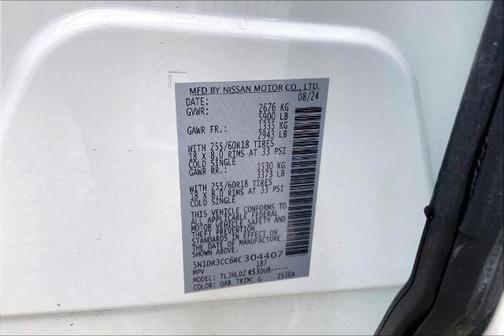 MFD BY NISSAN MOTOR CO., LTD.
DATE: 08/24
GVWR: 2676 KG
5900 LB
GAWR FR.: 1335 KG
2943 LB
WITH 255/60R18 TIRES
18 X 8.0 RIMS AT 33 PSI
COLD SINGLE
GAWR RR.: 1530 KG
3373 LB
WITH 255/60R18 TIRES
18 X 8.0 RIMS AT 33 PSI
COLD SINGLE
THIS VEHICLE CONFORMS TO
ALL APPLICABLE FEDERAL
MOTOR VEHICLE SAFETY AND
THEFT PREVENTION
STANDARDS IN EFFECT ON
THE DATE OF MANUFACTURE
5N1DR3CC6RC304407
MPV 187
MODEL:
COLOR: QAB TRIM: G